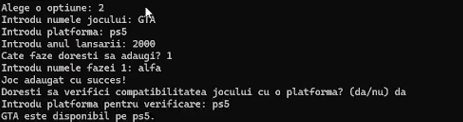 Alege o optiune: 2
Introdu numele jocului: GTA
Introdu platforma: ps5
Introdu anul lansarii: 2000
Cate faze doresti sa adaugi? 1
Introdu numele fazei 1: alfa
Joc adaugat cu succes!
Doresti sa verifici compatibilitatea jocului cu o platforma? (da/nu) da
Introdu platforma pentru verificare: ps5
GTA este disponibil pe ps5.